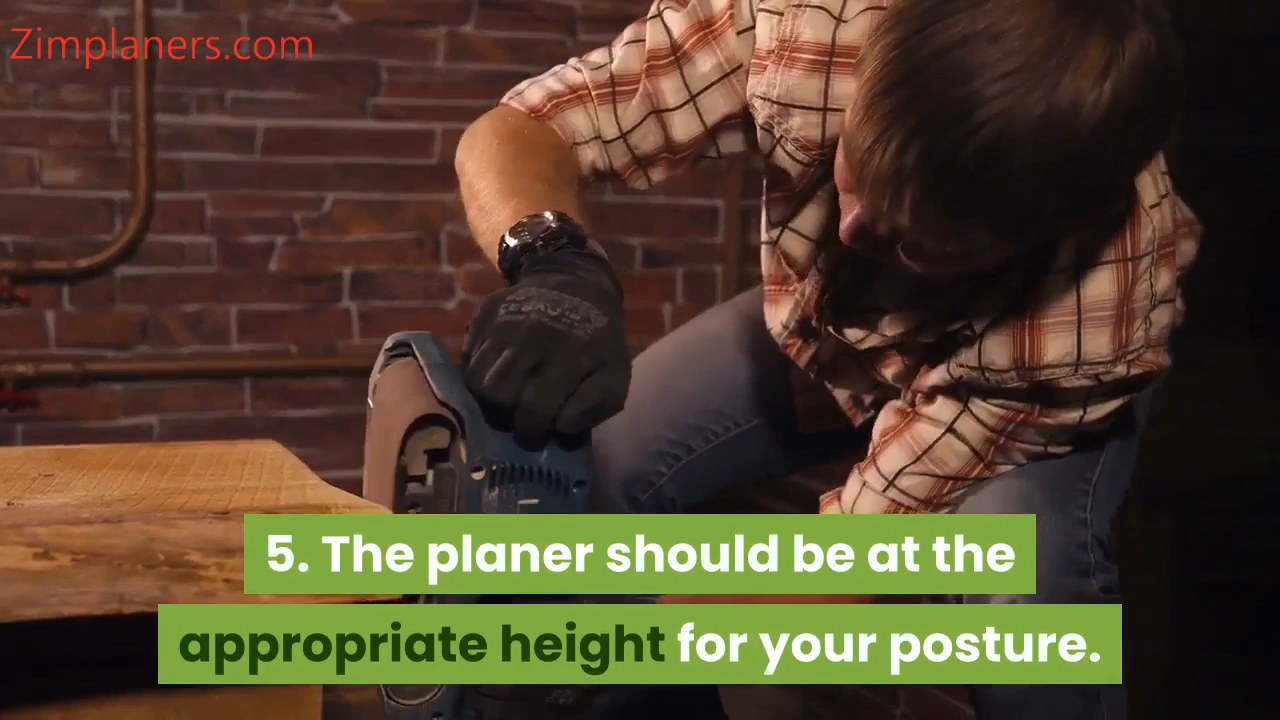 Zimplaners.com
5. The planer should be at the
appropriate height for your posture.